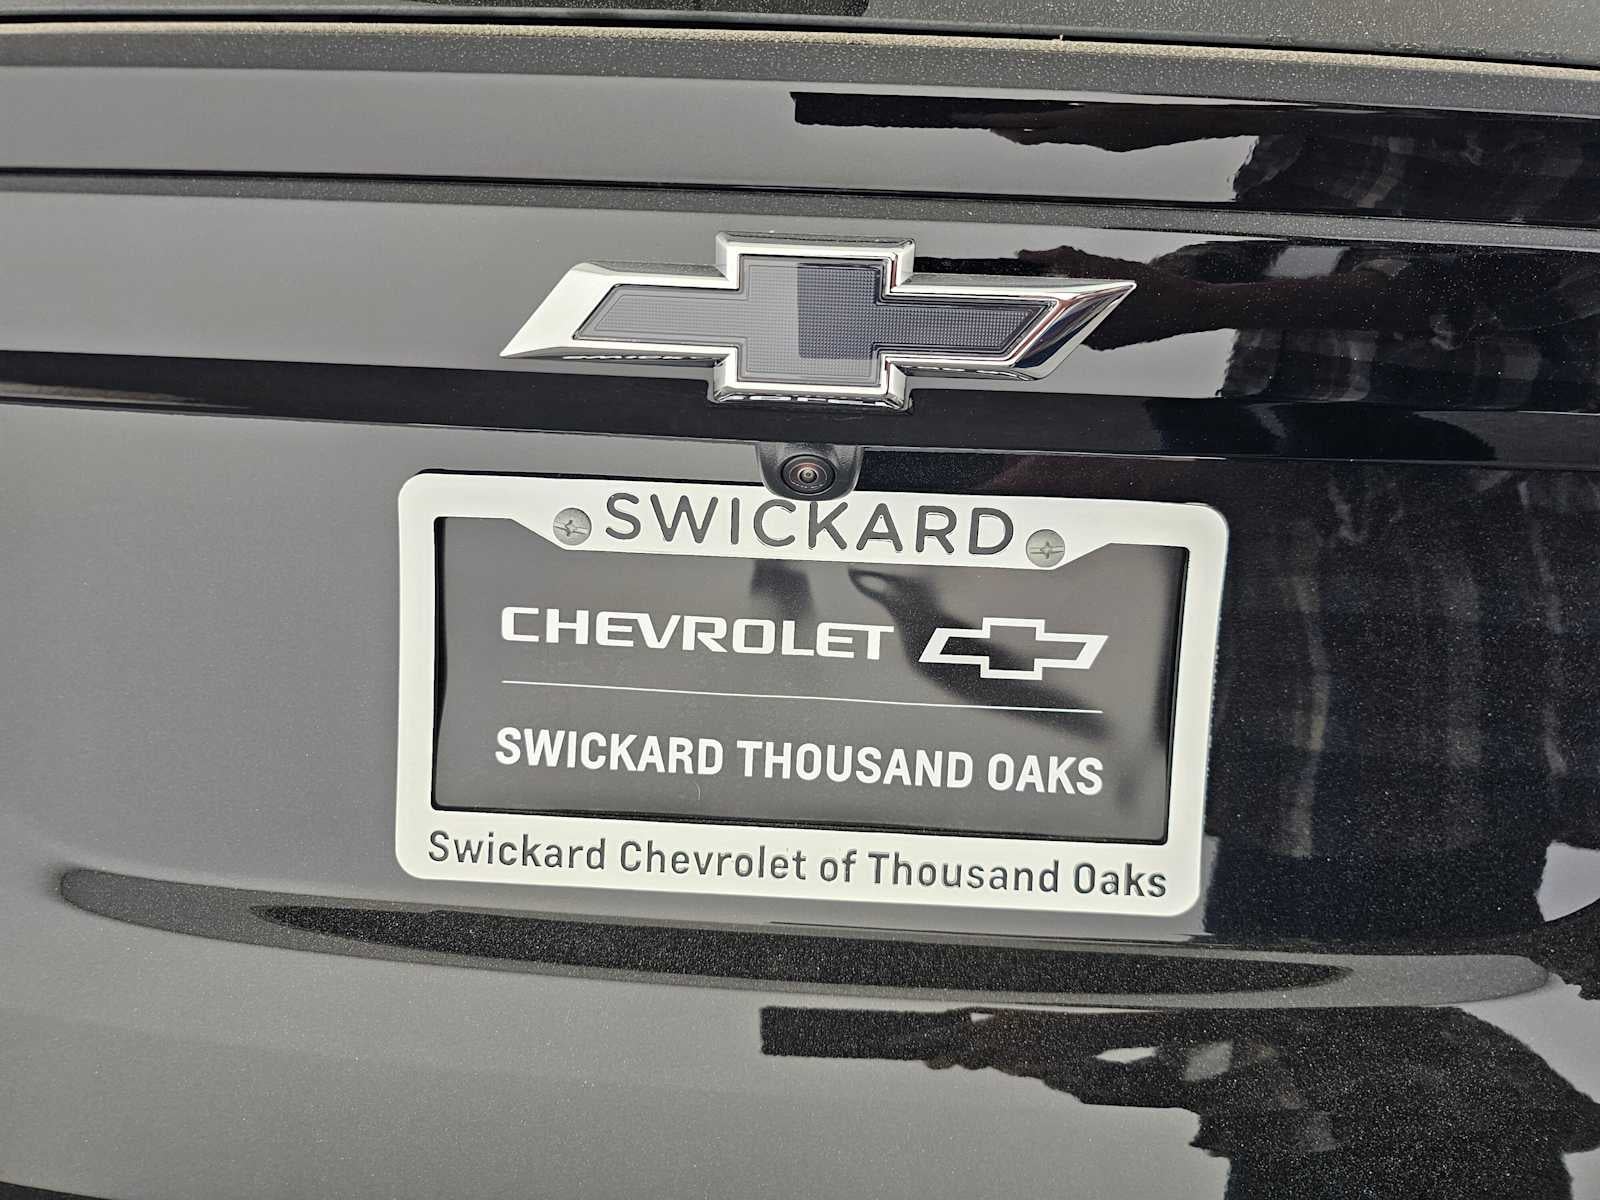 SWICKARD
CHEVROLET
SWICKARD THOUSAND OAKS
Swickard Chevrolet of Thousand Oaks